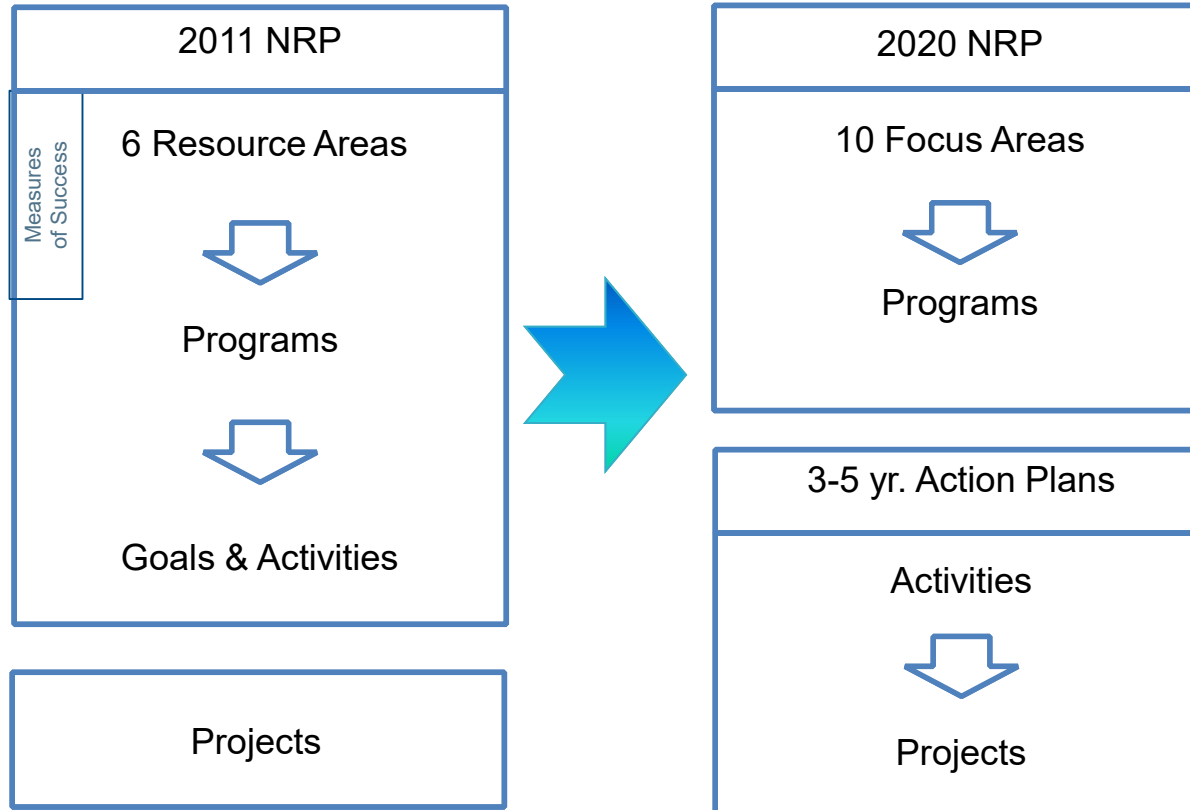 2011 NRP
Measures
of Success
6 Resource Areas
Programs
Goals & Activities
Projects
2020 NRP
10 Focus Areas
Programs
3-5 yr. Action Plans
Activities
Projects